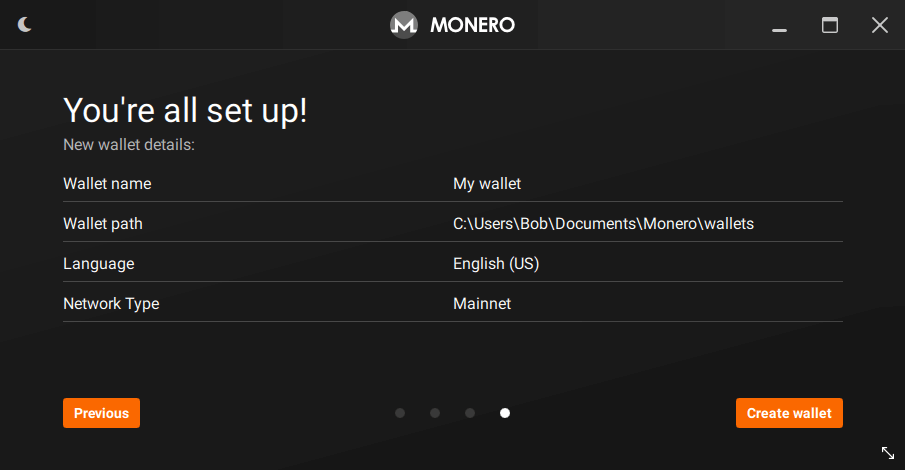 MONERO
You're all set up!
New wallet details:
Wallet name My wallet
Wallet path C:\Users\Bob\Documents\Monero\wallets
Language English (US)
Network Type Mainnet
Previous Create wallet